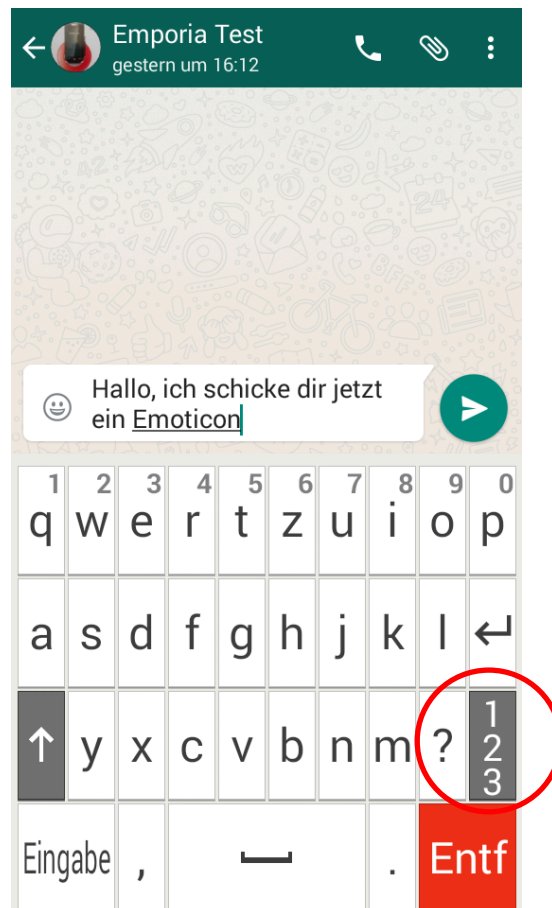 Emporia Test
gestern um 16:12
Hallo, ich schicke dir jetzt
ein Emoticon
1 2 3 4 5 6 7 8 9 0
q w e r t z u i o p
a s d f g h j k l
y x c v b n m ? 1 2 3
Eingabe , . Entf